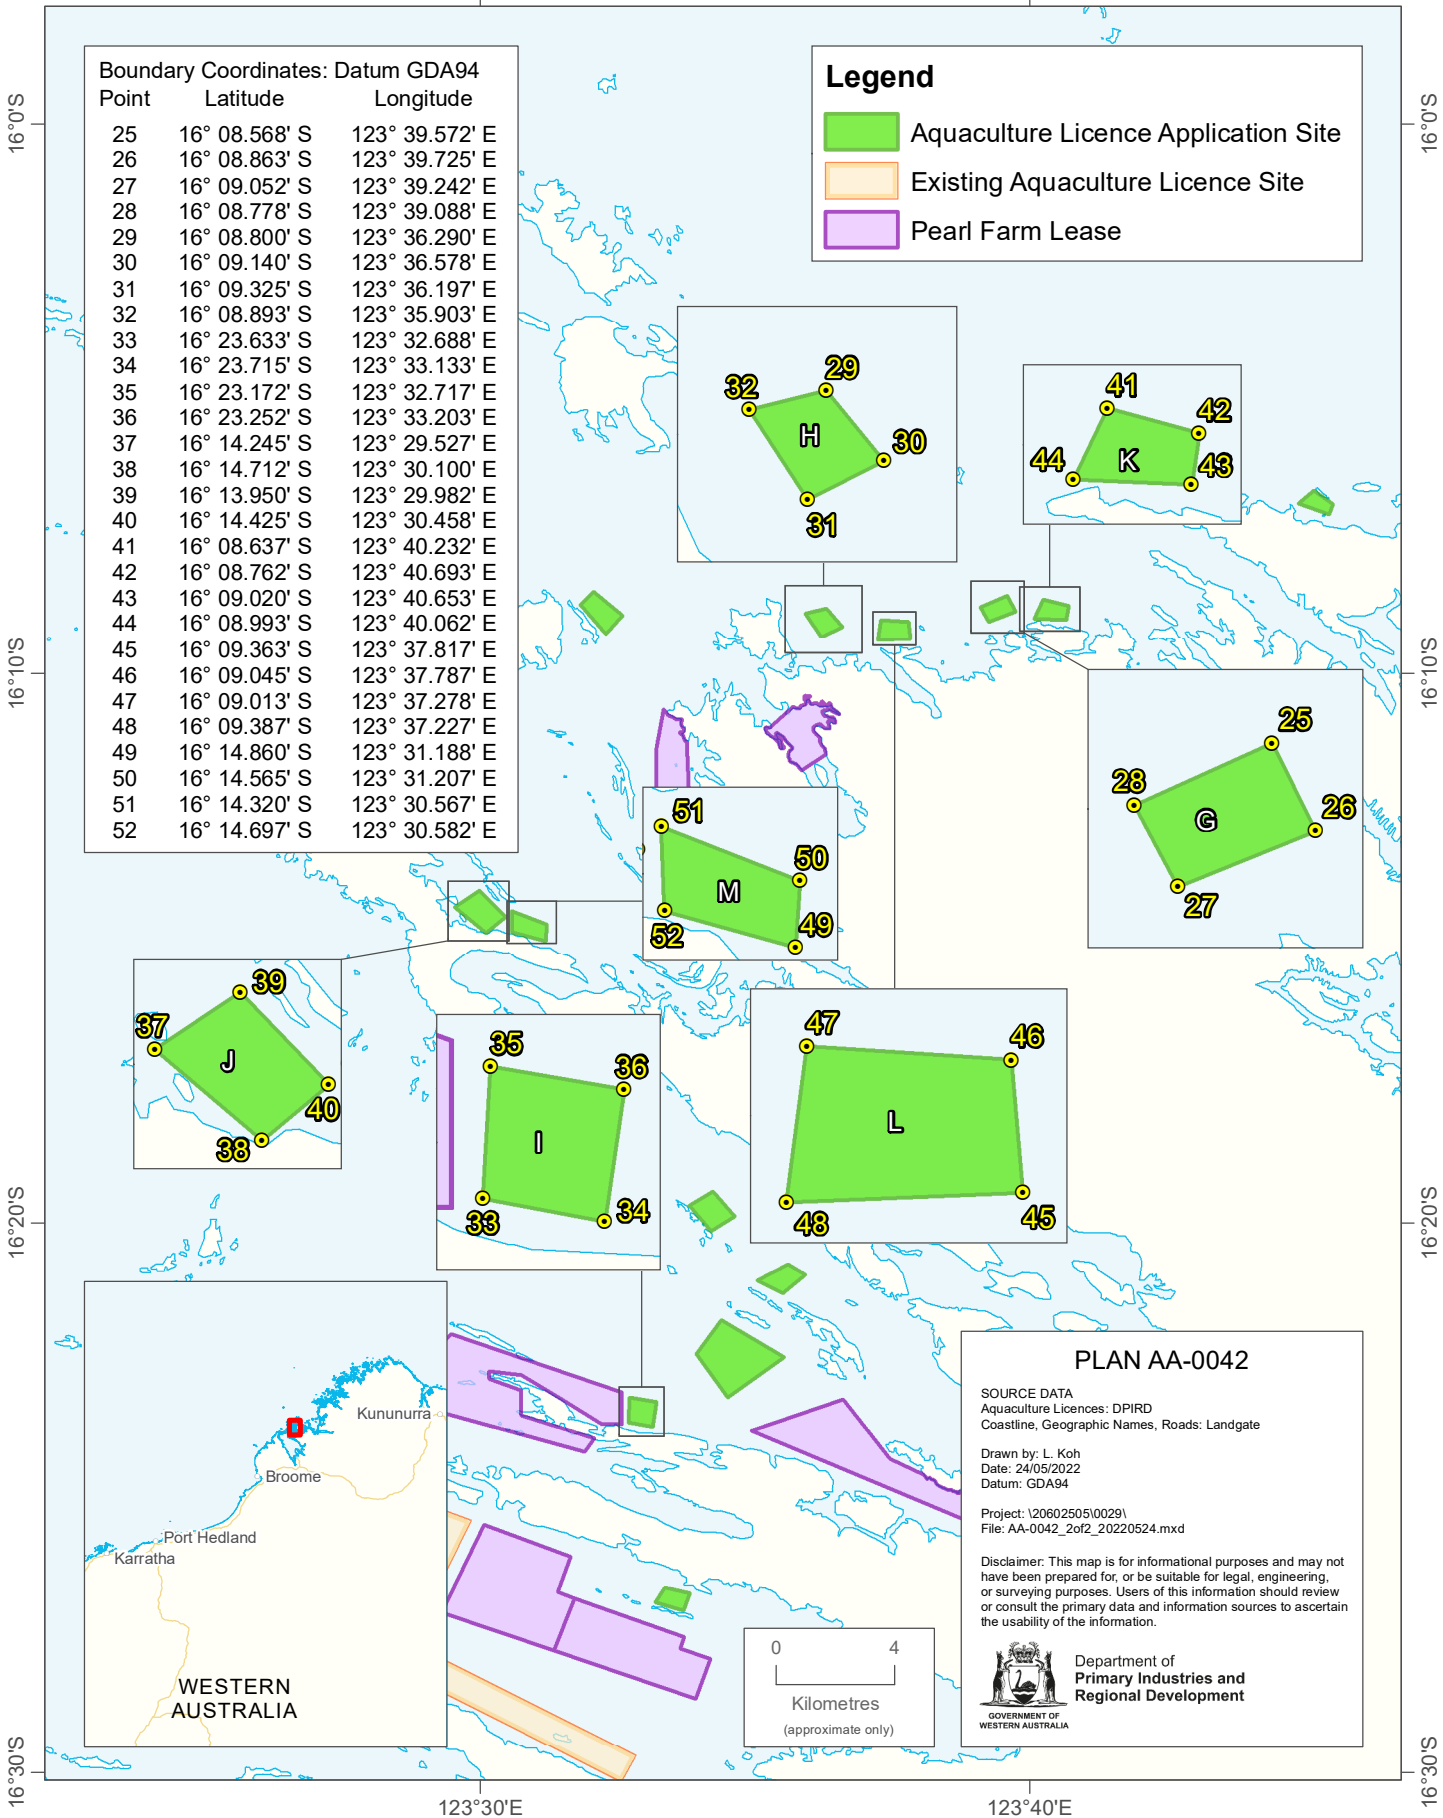 Boundary Coordinates: Datum GDA94
Point Latitude Longitude
25 16° 08.568' S 123° 39.572' E
26 16° 08.863' S 123° 39.725' E
27 16° 09.052' S 123° 39.242' E
28 16° 08.778' S 123° 39.088' E
29 16° 08.800' S 123° 36.290' E
30 16° 09.140' S 123° 36.578' E
31 16° 09.325' S 123° 36.197' E
32 16° 08.893' S 123° 35.903' E
33 16° 23.633' S 123° 32.688' E
34 16° 23.715' S 123° 33.133' E
35 16° 23.172' S 123° 32.717' E
36 16° 23.252' S 123° 33.203' E
37 16° 14.245' S 123° 29.527' E
38 16° 14.712' S 123° 30.100' E
39 16° 13.950' S 123° 29.982' E
40 16° 14.425' S 123° 30.458' E
41 16° 08.637' S 123° 40.232' E
42 16° 08.762' S 123° 40.693' E
43 16° 09.020' S 123° 40.653' E
44 16° 08.993' S 123° 40.062' E
45 16° 09.363' S 123° 37.817' E
46 16° 09.045' S 123° 37.787' E
47 16° 09.013' S 123° 37.278' E
48 16° 09.387' S 123° 37.227' E
49 16° 14.860' S 123° 31.188' E
50 16° 14.565' S 123° 31.207' E
51 16° 14.320' S 123° 30.567' E
52 16° 14.697' S 123° 30.582' E
Legend
Aquaculture Licence Application Site
Existing Aquaculture Licence Site
Pearl Farm Lease
16°0'S
16°0'S
32
29
H
30
31
41
42
K
44
43
16°10'S
16°10'S
25
28
G
26
27
51
50
M
52
49
39
37
J
40
38
35
36
I
33
34
47
46
L
48
45
16°20'S
16°20'S
Kununurra
Broome
Port Hedland
Karratha
WESTERN
AUSTRALIA
0 4
Kilometres
(approximate only)
PLAN AA-0042
SOURCE DATA
Aquaculture Licences: DPIRD
Coastline, Geographic Names, Roads: Landgate
Drawn by: L. Koh
Date: 24/05/2022
Datum: GDA94
Project: \20602505\0029\
File: AA-0042_2of2_20220524.mxd
Disclaimer: This map is for informational purposes and may not
have been prepared for, or be suitable for legal, engineering,
or surveying purposes. Users of this information should review
or consult the primary data and information sources to ascertain
the usability of the information.
GOVERNMENT OF
WESTERN AUSTRALIA
Department of
Primary Industries and
Regional Development
16°30'S
16°30'S
123°30'E
123°40'E